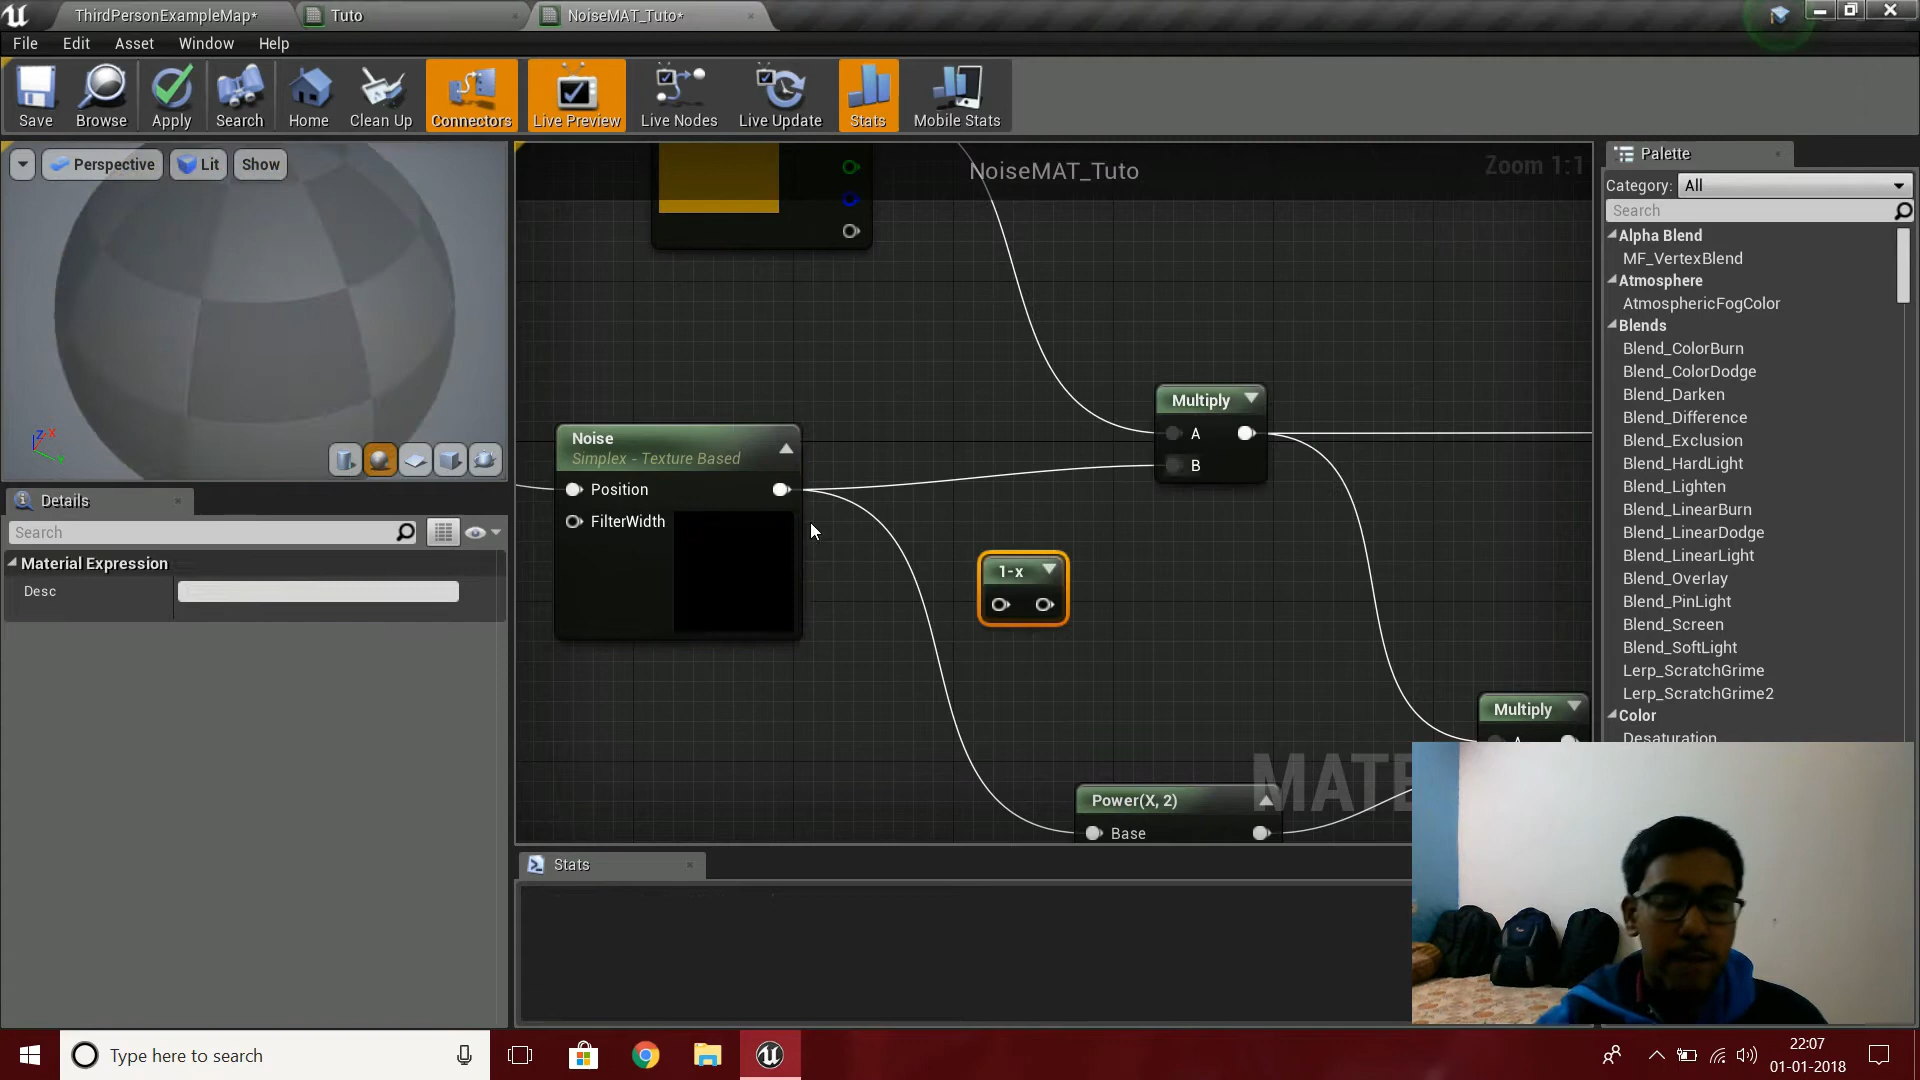 ThirdPersonExampleMap*
Tuto
NoiseMAT_Tuto*
File Edit Asset Window Help
Save Browse Apply Search Home Clean Up Connectors Live Preview Live Nodes Live Update Stats Mobile Stats
Perspective Lit Show
NoiseMAT_Tuto
Zoom 1:1
Palette
Category: All
Search
Alpha Blend
MF_VertexBlend
Atmosphere
AtmosphericFogColor
Blends
Blend_ColorBurn
Blend_ColorDodge
Blend_Darken
Blend_Difference
Blend_Exclusion
Blend_HardLight
Blend_Lighten
Blend_LinearBurn
Blend_LinearDodge
Blend_LinearLight
Blend_Overlay
Blend_PinLight
Blend_Screen
Blend_SoftLight
Lerp_ScratchGrime
Lerp_ScratchGrime2
Color
Desaturation
Z X
Details
Search
Material Expression
Desc
Noise
Simplex - Texture Based
Position
FilterWidth
1-x
Multiply
A
B
Multiply
A
Power(X, 2)
Base
MATE
Stats
Type here to search
22:07
01-01-2018